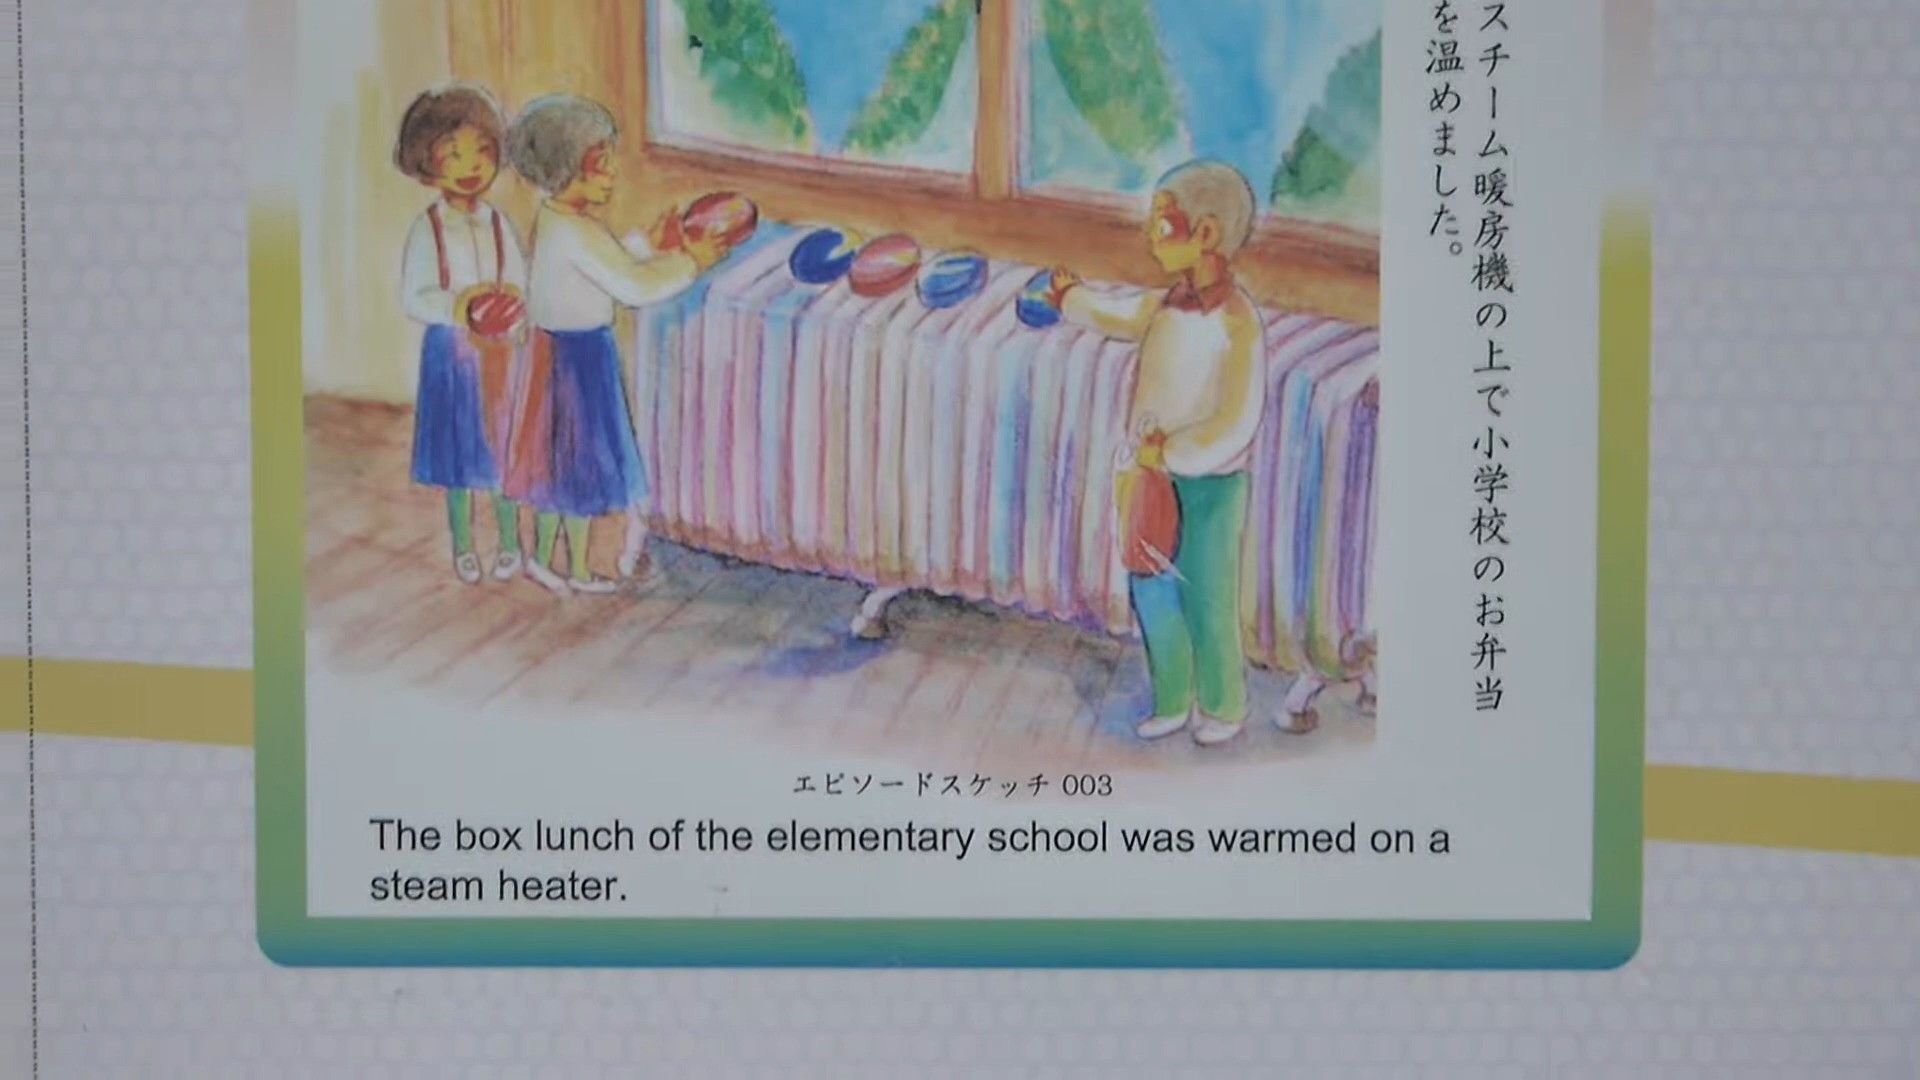 スチーム暖房機の上で小学校のお弁当
を温めました。
エピソードスケッチ 003
The box lunch of the elementary school was warmed on a
steam heater.